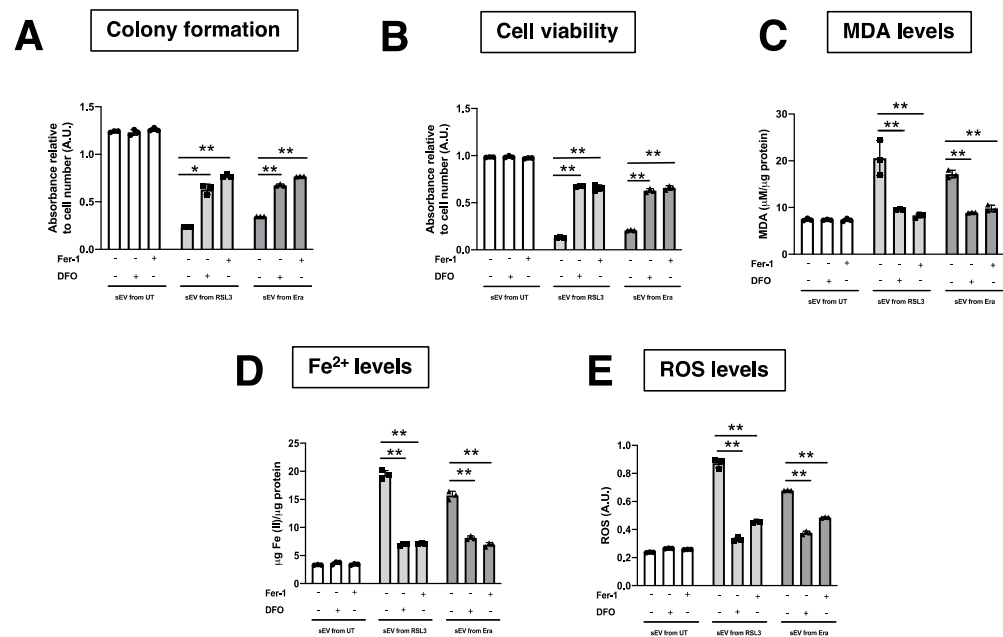 A
Colony formation
Absorbance relative
to cell number (A.U.)
1.5
1.0
0.5
0.0
**
*
**
**
Fer-1 - - + - - + - - +
DFO - + - - + - - + -
sEV from UT sEV from RSL3 sEV from Era
B
Cell viability
Absorbance relative
to cell number (A.U.)
1.5
1.0
0.5
0.0
**
**
**
**
Fer-1 - - + - - + - - +
DFO - + - - + - - + -
sEV from UT sEV from RSL3 sEV from Era
C
MDA levels
MDA (µM/µg protein)
30
20
10
0
**
**
**
**
Fer-1 - - + - - + - - +
DFO - + - - + - - + -
sEV from UT sEV from RSL3 sEV from Era
D
Fe²⁺ levels
µg Fe (II)/µg protein
25
20
15
10
5
0
**
**
**
**
Fer-1 - - + - - + - - +
DFO - + - - + - - + -
sEV from UT sEV from RSL3 sEV from Era
E
ROS levels
ROS (A.U.)
1.0
0.8
0.6
0.4
0.2
0.0
**
**
**
**
Fer-1 - - + - - + - - +
DFO - + - - + - - + -
sEV from UT sEV from RSL3 sEV from Era